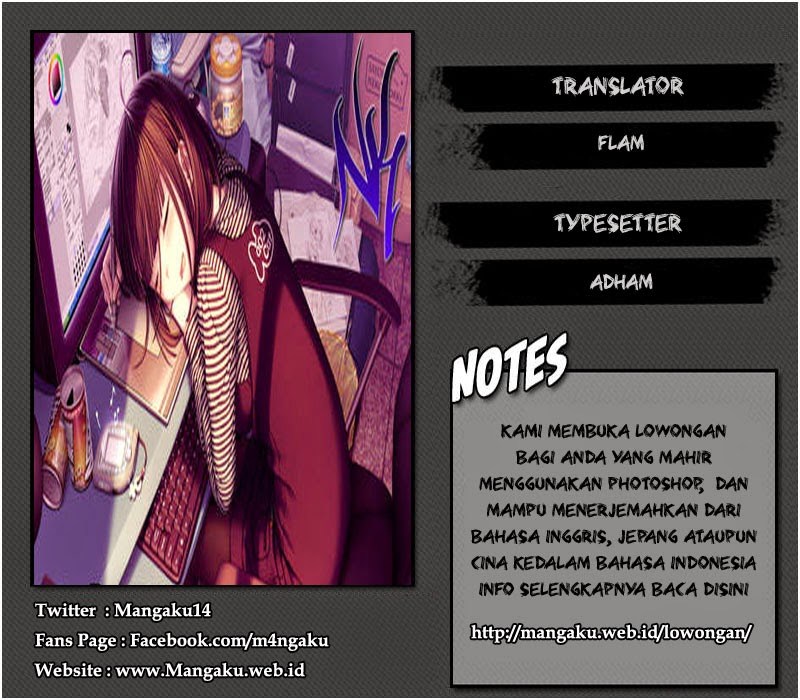 TRANSLATOR
FLAM
TYPESETTER
ADHAM
NOTES
KAMI MEMBUKA LOWONGAN
BAGI ANDA YANG MAHIR
MENGGUNAKAN PHOTOSHOP, DAN
MAMPU MENERJEMAHKAN DARI
BAHASA INGGRIS, JEPANG ATAUPUN
CINA KEDALAM BAHASA INDONESIA
INFO SELENGKAPNYA BACA DISINI
http://mangaku.web.id/lowongan/
Twitter : Mangaku14
Fans Page : Facebook.com/m4ngaku
Website : www.Mangaku.web.id